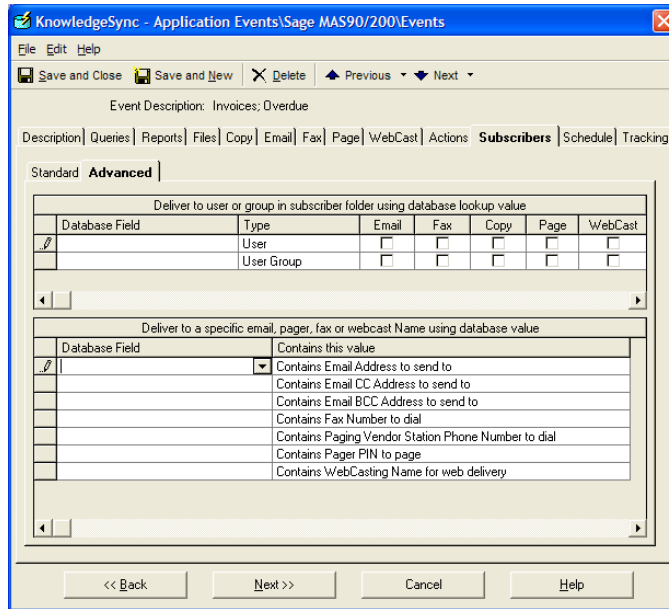 KnowledgeSync - Application Events\Sage MAS90/200\Events
File Edit Help
Save and Close Save and New Delete Previous Next
Event Description: Invoices; Overdue
Description Queries Reports Files Copy Email Fax Page WebCast Actions Subscribers Schedule Tracking
Standard Advanced
Deliver to user or group in subscriber folder using database lookup value
Database Field Type Email Fax Copy Page WebCast
User
User Group
Deliver to a specific email, pager, fax or webcast Name using database value
Database Field Contains this value
Contains Email Address to send to
Contains Email CC Address to send to
Contains Email BCC Address to send to
Contains Fax Number to dial
Contains Paging Vendor Station Phone Number to dial
Contains Pager PIN to page
Contains WebCasting Name for web delivery
<< Back Next >> Cancel Help